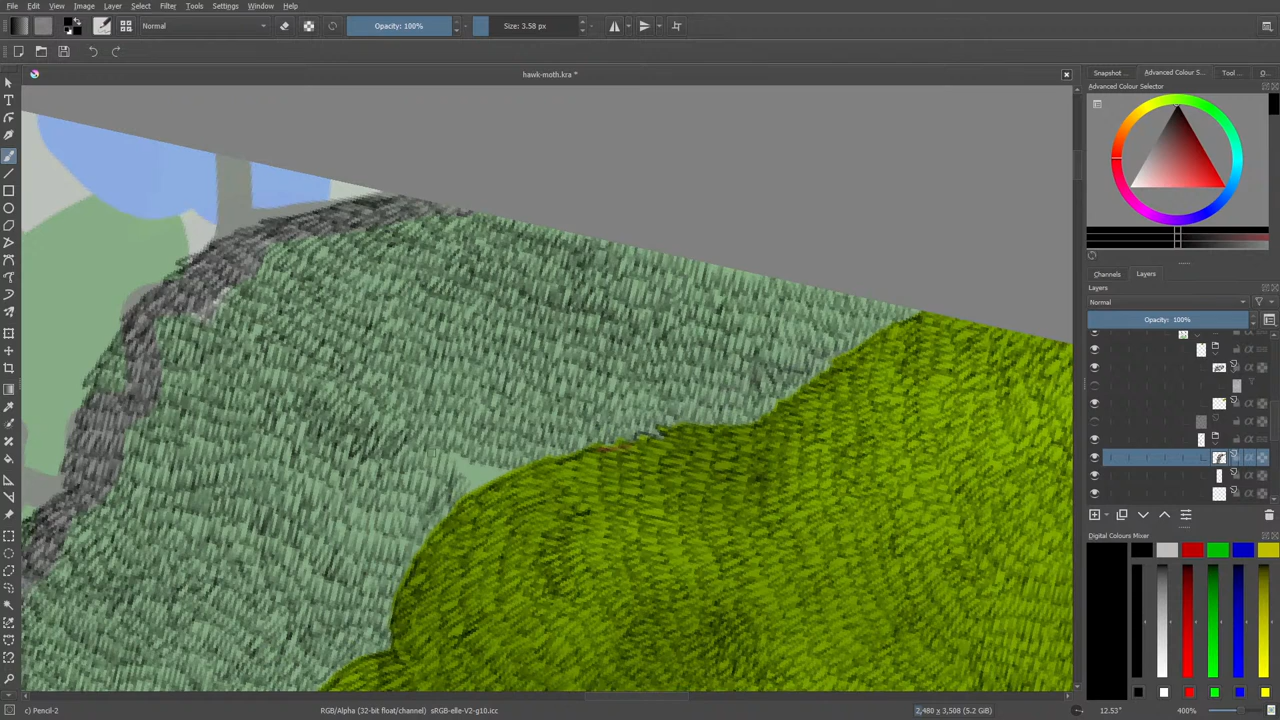 File Edit View Image Layer Select Filter Tools Settings Window Help
Normal Opacity: 100% Size: 3.58 px
hawk-moth.kra *
Snapshot ... Advanced Colour S... Tool ... O...
Advanced Colour Selector
Channels Layers
Layers
Normal
Opacity: 100%
Digital Colours Mixer
c) Pencil-2 RGB/Alpha (32-bit float/channel) sRGB-elle-V2-g10.icc 2,480 x 3,508 (5.2 GiB) 12.53° 400%